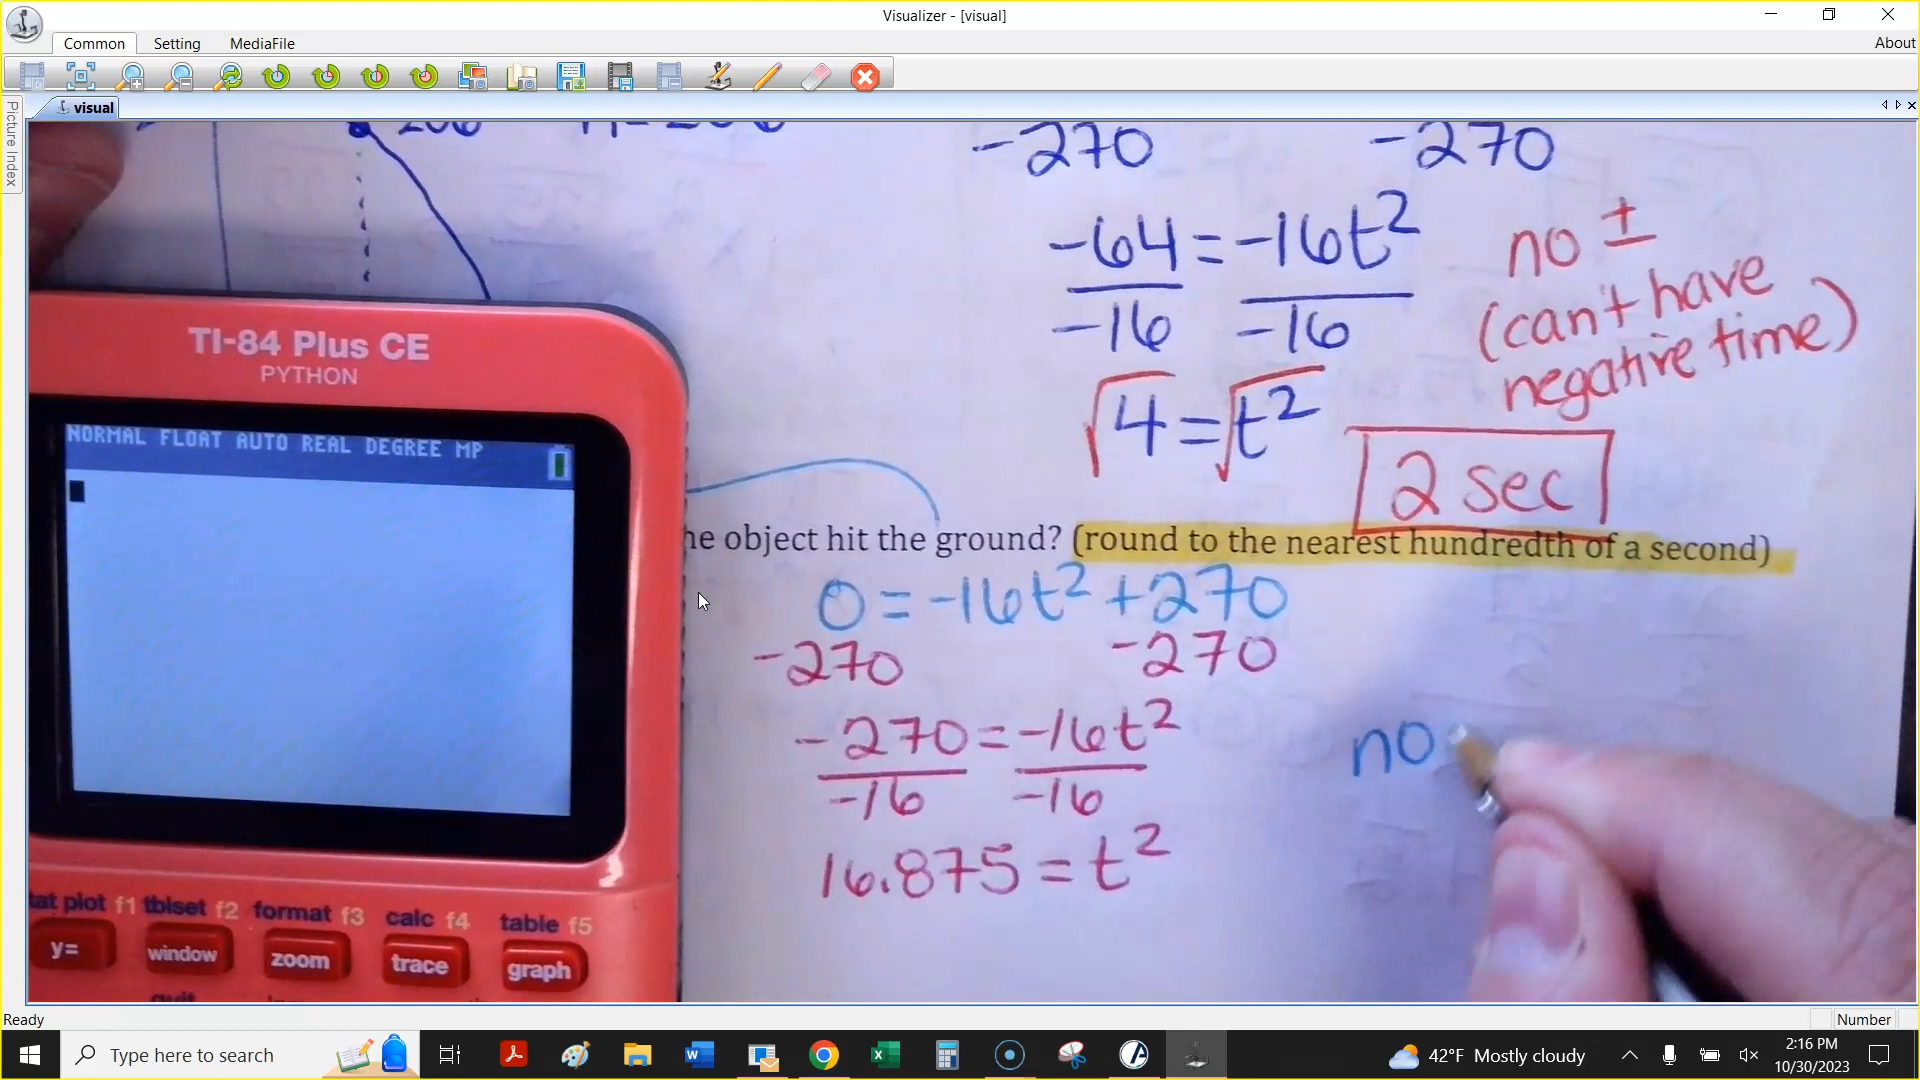 Visualizer - [visual]
Common Setting MediaFile About
Picture Index
visual
-270 -270
-64 = -16t²
-16 -16
√4 = √t²
no ±
(can't have
negative time)
2 sec
he object hit the ground? (round to the nearest hundredth of a second)
0 = -16t² + 270
-270 -270
-270 = -16t²
-16 -16
16.875 = t²
no
TI-84 Plus CE
PYTHON
NORMAL FLOAT AUTO REAL DEGREE MP
tat plot f1 tblset f2 format f3 calc f4 table f5
y= window zoom trace graph
quit
Ready Number
Type here to search
42°F Mostly cloudy
2:16 PM
10/30/2023